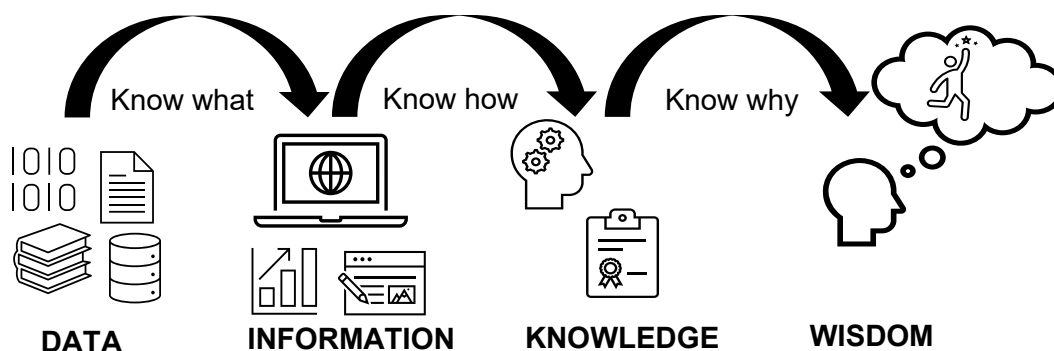 Know what
Know how
Know why
1010
1010
DATA
INFORMATION
KNOWLEDGE
WISDOM